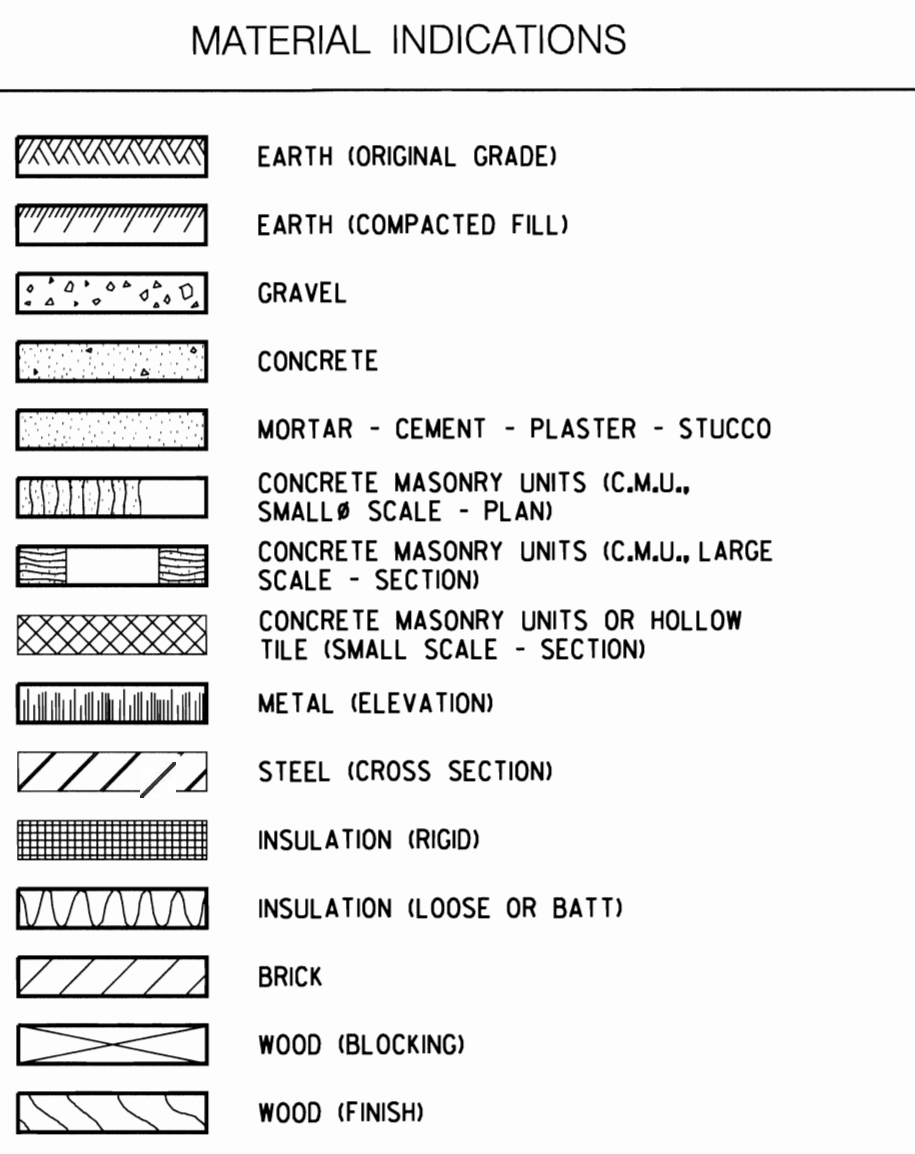 MATERIAL INDICATIONS
EARTH (ORIGINAL GRADE)
EARTH (COMPACTED FILL)
GRAVEL
CONCRETE
MORTAR - CEMENT - PLASTER - STUCCO
CONCRETE MASONRY UNITS (C.M.U.,
SMALLØ SCALE - PLAN)
CONCRETE MASONRY UNITS (C.M.U., LARGE
SCALE - SECTION)
CONCRETE MASONRY UNITS OR HOLLOW
TILE (SMALL SCALE - SECTION)
METAL (ELEVATION)
STEEL (CROSS SECTION)
INSULATION (RIGID)
INSULATION (LOOSE OR BATT)
BRICK
WOOD (BLOCKING)
WOOD (FINISH)